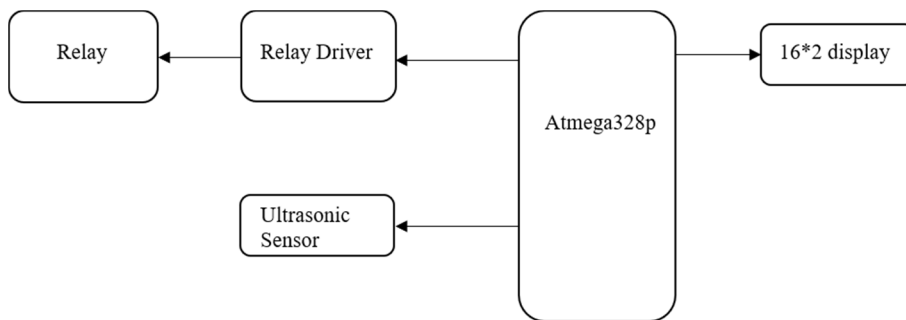 Relay
Relay Driver
16*2 display
Atmega328p
Ultrasonic
Sensor